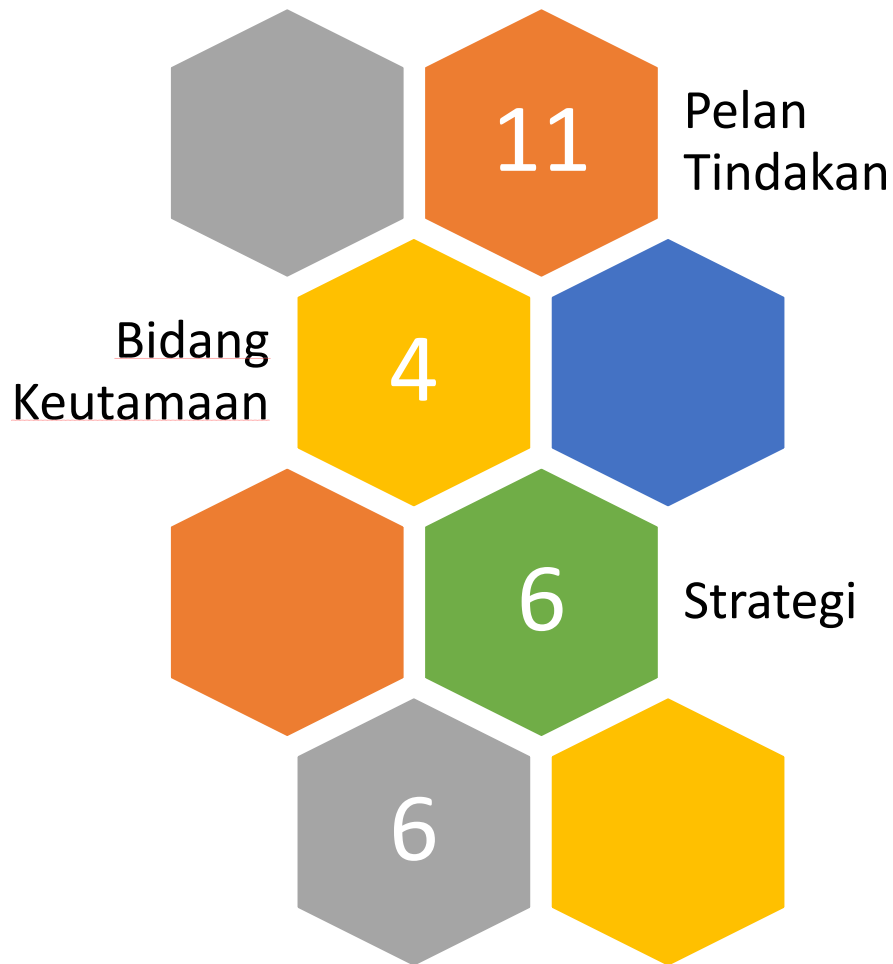 11
Pelan
Tindakan
Bidang
Keutamaan
4
6
Strategi
6